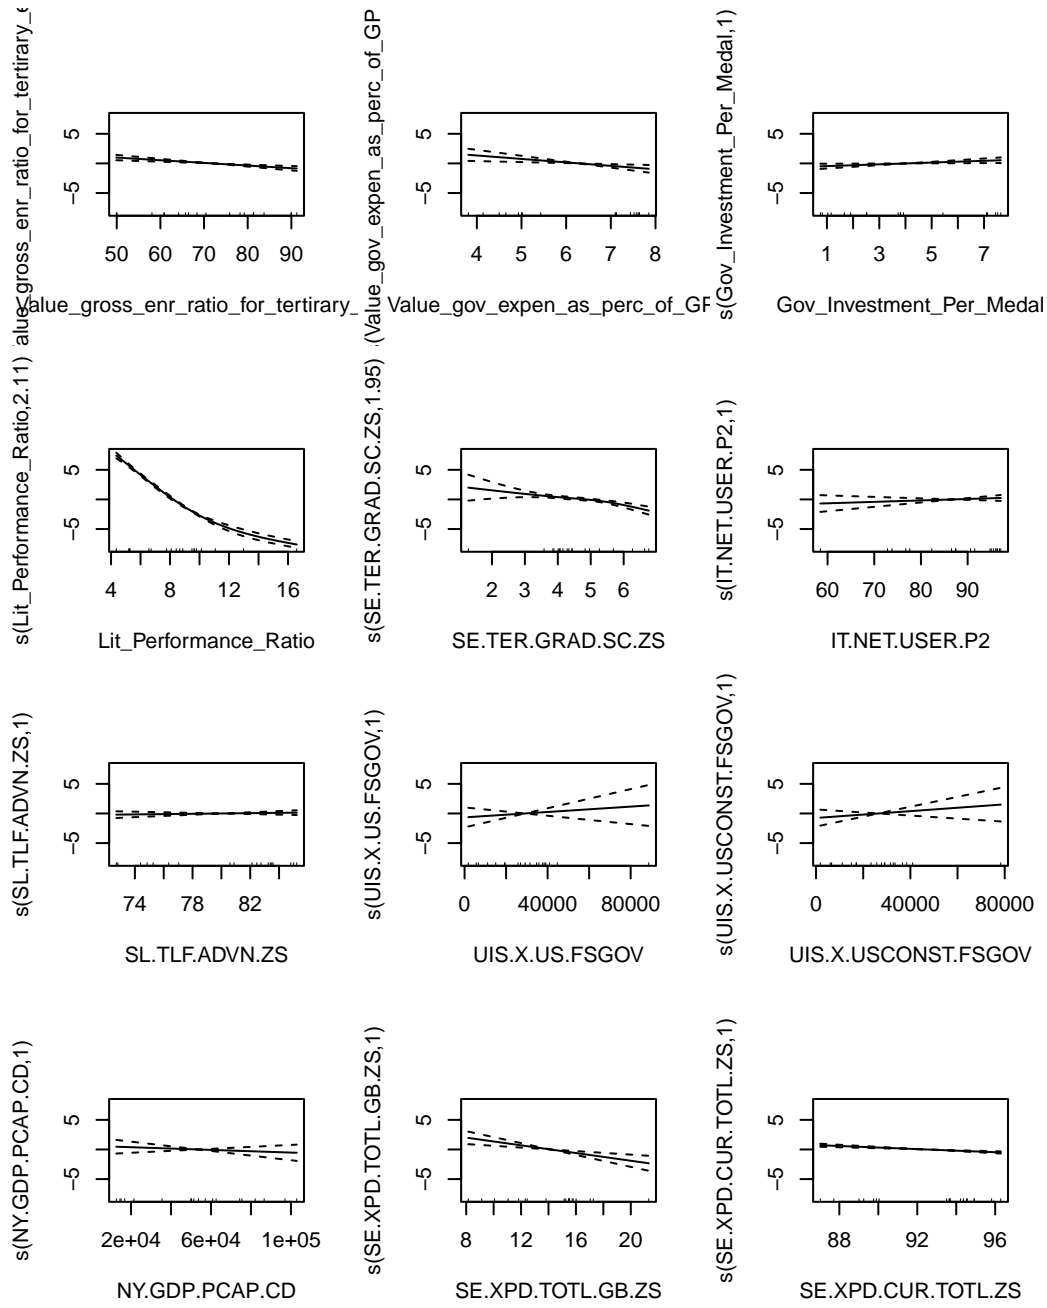 alue_gross_enr_ratio_for_tertirary_e
5
-5
50 60 70 80 90
Value_gross_enr_ratio_for_tertirary_
s(Value_gov_expen_as_perc_of_GP
5
-5
4 5 6 7 8
Value_gov_expen_as_perc_of_GF
s(Gov_Investment_Per_Medal,1)
5
-5
1 3 5 7
Gov_Investment_Per_Medal
s(Lit_Performance_Ratio,2.11)
5
-5
4 8 12 16
Lit_Performance_Ratio
s(SE.TER.GRAD.SC.ZS,1.95)
5
-5
2 3 4 5 6
SE.TER.GRAD.SC.ZS
s(IT.NET.USER.P2,1)
5
-5
60 70 80 90
IT.NET.USER.P2
s(SL.TLF.ADVN.ZS,1)
5
-5
74 78 82
SL.TLF.ADVN.ZS
s(UIS.X.US.FSGOV,1)
5
-5
0 40000 80000
UIS.X.US.FSGOV
s(UIS.X.USCONST.FSGOV,1)
5
-5
0 40000 80000
UIS.X.USCONST.FSGOV
s(NY.GDP.PCAP.CD,1)
5
-5
2e+04 6e+04 1e+05
NY.GDP.PCAP.CD
s(SE.XPD.TOTL.GB.ZS,1)
5
-5
8 12 16 20
SE.XPD.TOTL.GB.ZS
s(SE.XPD.CUR.TOTL.ZS,1)
5
-5
88 92 96
SE.XPD.CUR.TOTL.ZS